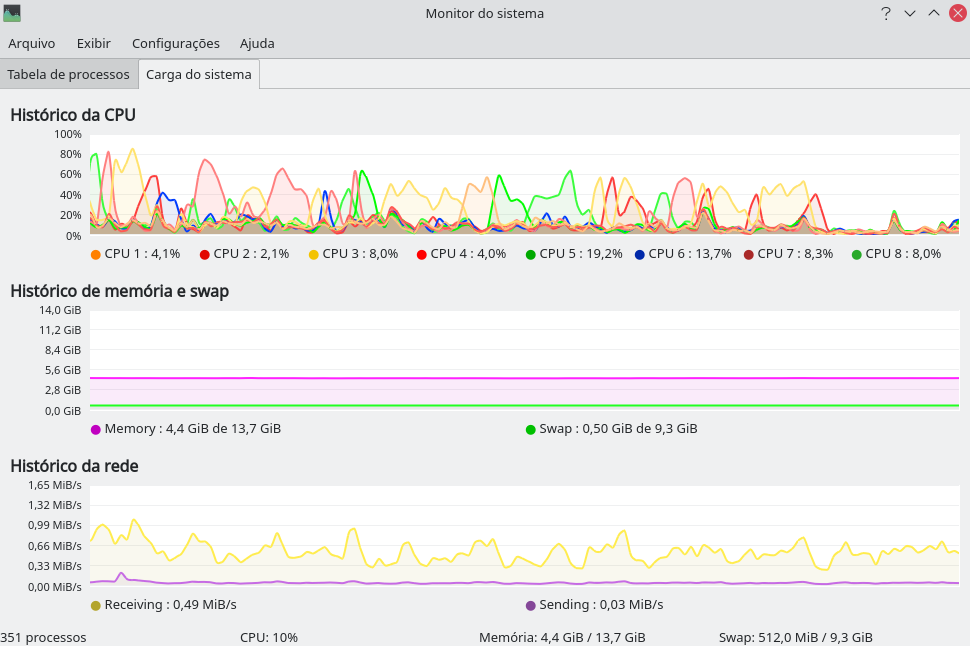 Monitor do sistema
?
Arquivo Exibir Configurações Ajuda
Tabela de processos Carga do sistema
Histórico da CPU
100%
80%
60%
40%
20%
0%
CPU 1 : 4,1% CPU 2 : 2,1% CPU 3 : 8,0% CPU 4 : 4,0% CPU 5 : 19,2% CPU 6 : 13,7% CPU 7 : 8,3% CPU 8 : 8,0%
Histórico de memória e swap
14,0 GiB
11,2 GiB
8,4 GiB
5,6 GiB
2,8 GiB
0,0 GiB
Memory : 4,4 GiB de 13,7 GiB Swap : 0,50 GiB de 9,3 GiB
Histórico da rede
1,65 MiB/s
1,32 MiB/s
0,99 MiB/s
0,66 MiB/s
0,33 MiB/s
0,00 MiB/s
Receiving : 0,49 MiB/s Sending : 0,03 MiB/s
351 processos CPU: 10% Memória: 4,4 GiB / 13,7 GiB Swap: 512,0 MiB / 9,3 GiB